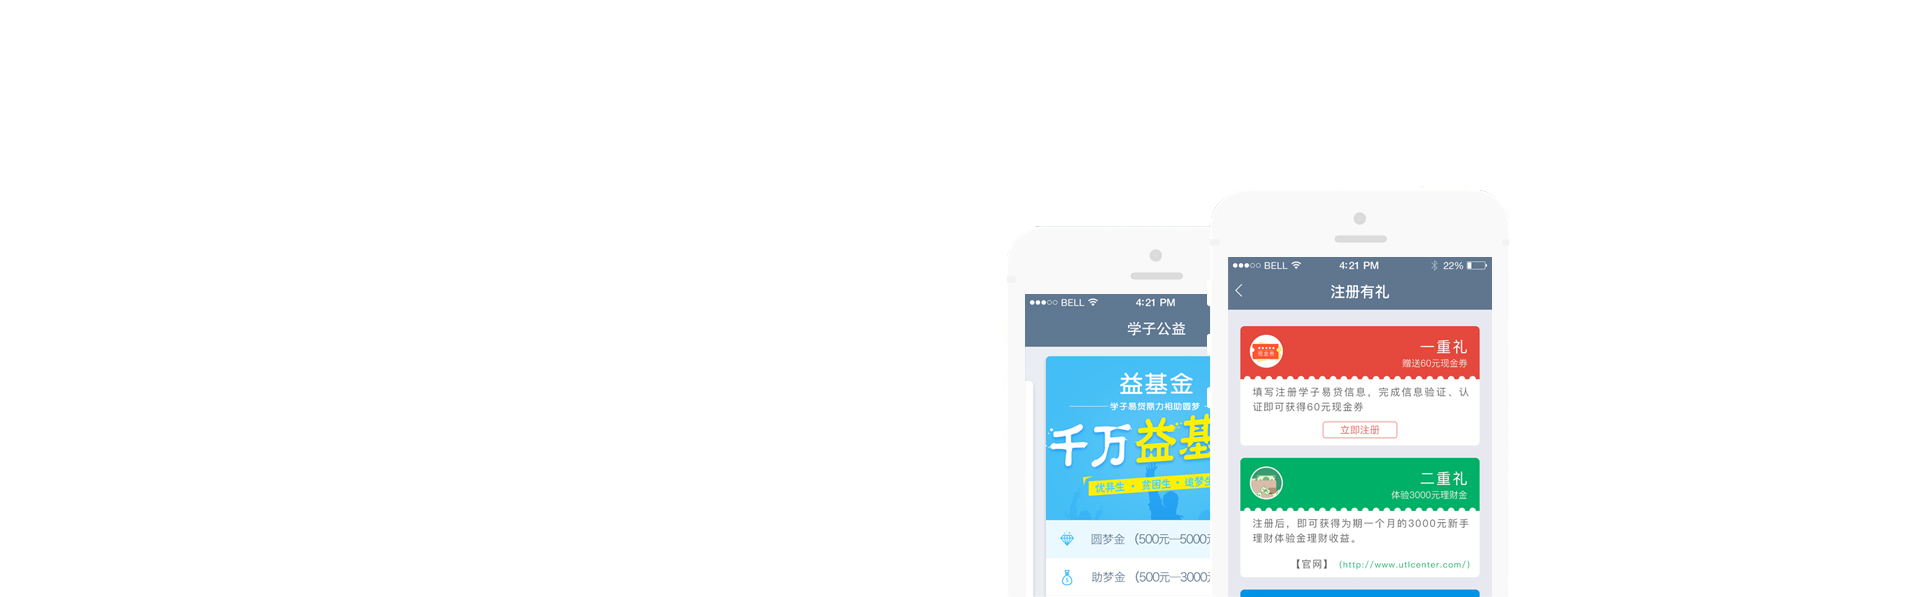 BELL
4:21 PM
学子公益
益基金
学子易贷鼎力相助圆梦
千万益基
优异生・贫困生・
圆梦金 (500元—5000元
助梦金 (500元—3000元
BELL
4:21 PM
22%
注册有礼
现金券
一重礼
赠送60元现金券
填写注册学子易贷信息，完成信息验证、认
证即可获得60元现金券
立即注册
二重礼
体验3000元理财金
注册后，即可获得为期一个月的3000元新手
理财体验金理财收益。
【官网】 (http://www.utlcenter.com/)